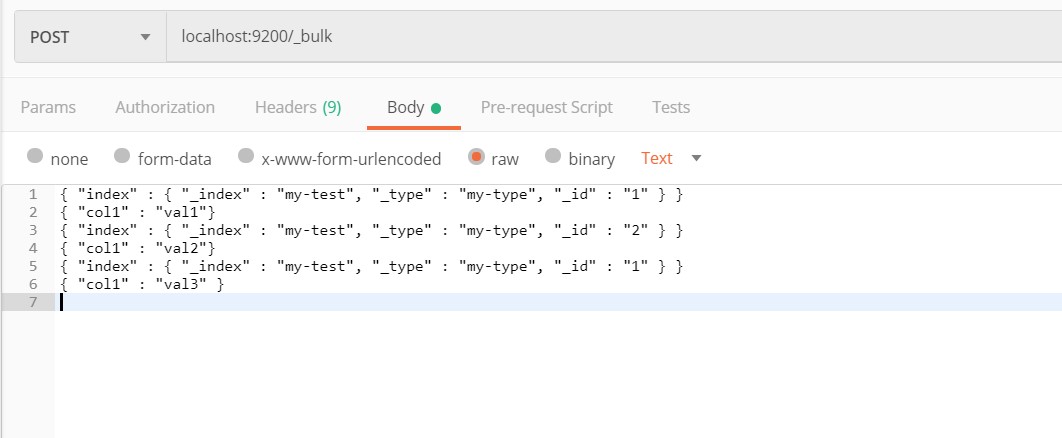 POST localhost:9200/_bulk
Params Authorization Headers (9) Body Pre-request Script Tests
none form-data x-www-form-urlencoded raw binary Text
1 { "index" : { "_index" : "my-test", "_type" : "my-type", "_id" : "1" } }
2 { "col1" : "val1"}
3 { "index" : { "_index" : "my-test", "_type" : "my-type", "_id" : "2" } }
4 { "col1" : "val2"}
5 { "index" : { "_index" : "my-test", "_type" : "my-type", "_id" : "1" } }
6 { "col1" : "val3" }
7